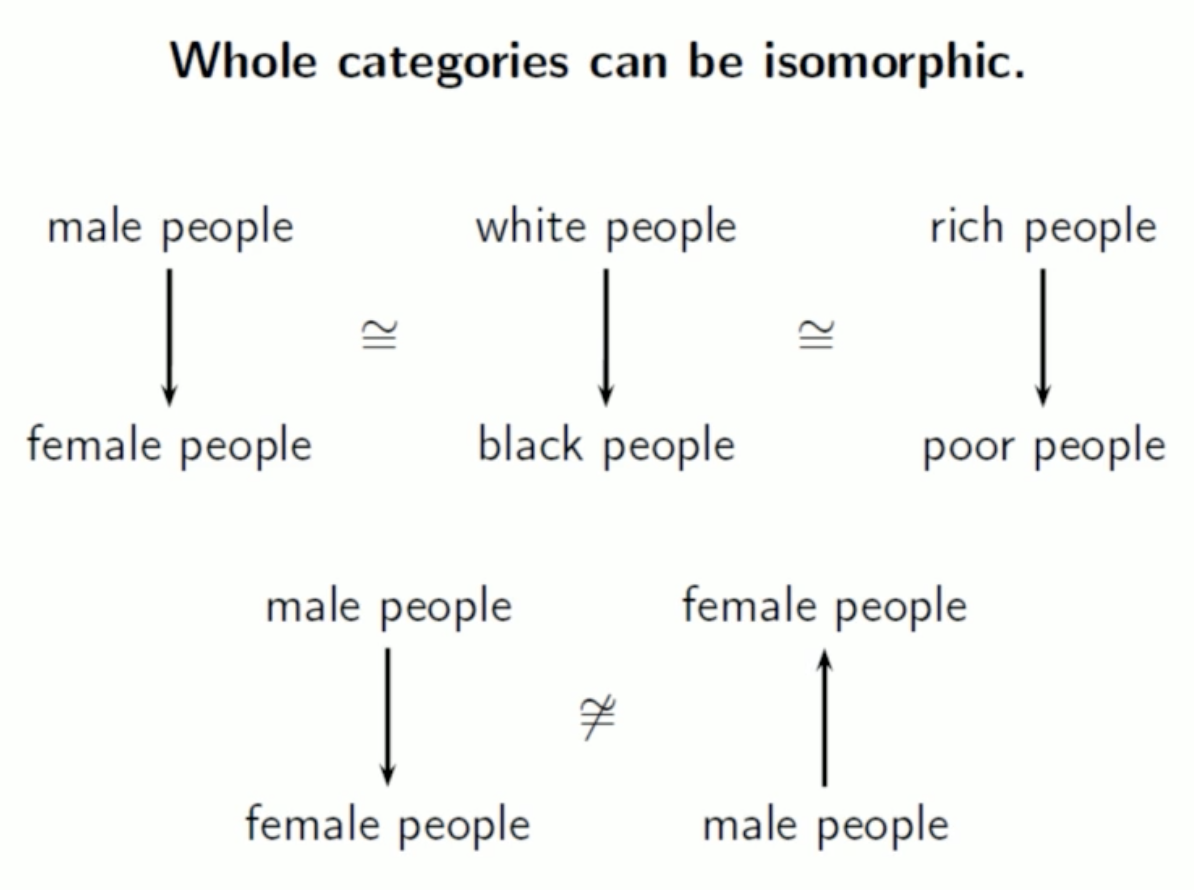 Whole categories can be isomorphic.
male people white people rich people
≅ ≅
female people black people poor people
male people female people
≇
female people male people